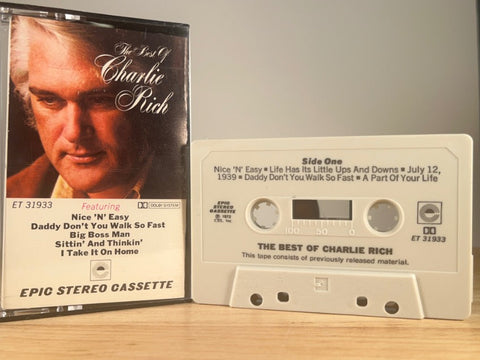 The Best Of
Charlie
Rich
ET 31933
Featuring
DOLBY SYSTEM
Nice 'N' Easy
Daddy Don't You Walk So Fast
Big Boss Man
Sittin' And Thinkin'
I Take It On Home
EPIC STEREO CASSETTE
Side One
Nice 'N' Easy ▪ Life Has Its Little Ups And Downs ▪ July 12,
1939 ▪ Daddy Don't You Walk So Fast ▪ A Part Of Your Life
EPIC
STEREO
CASSETTE
CBS, Inc.
100
50
0
ET 31933
THE BEST OF CHARLIE RICH
This tape consists of previously released material.